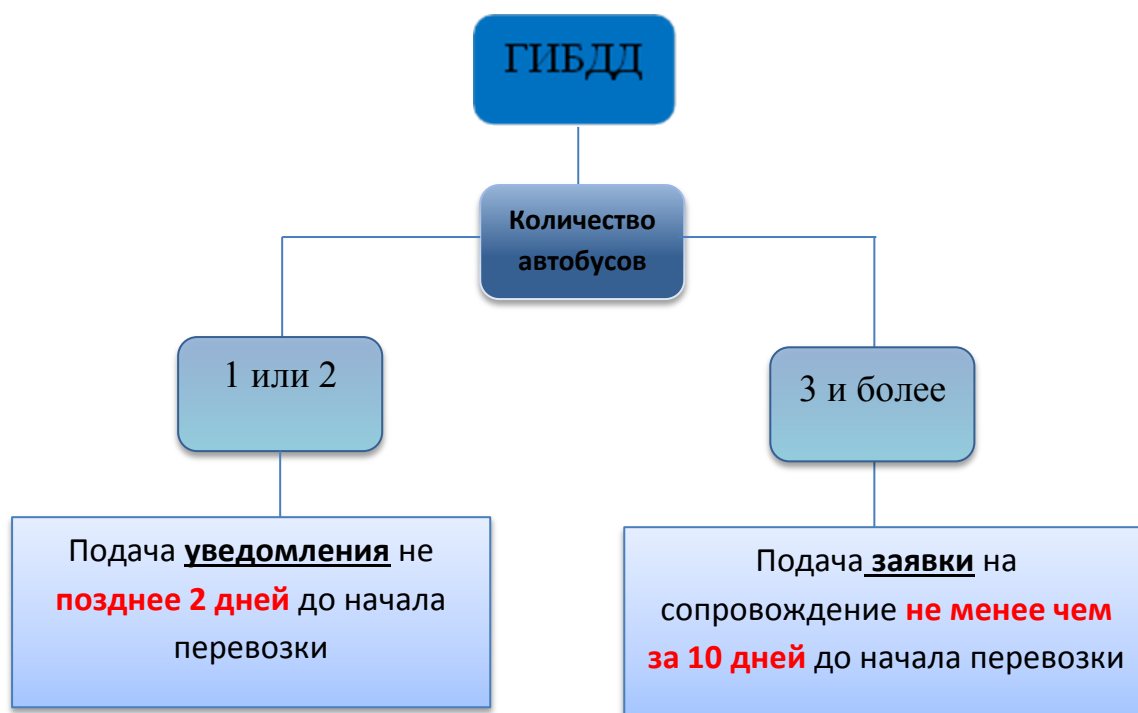 ГИБДД
Количество
автобусов
1 или 2
3 и более
Подача уведомления не
позднее 2 дней до начала
перевозки
Подача заявки на
сопровождение не менее чем
за 10 дней до начала перевозки